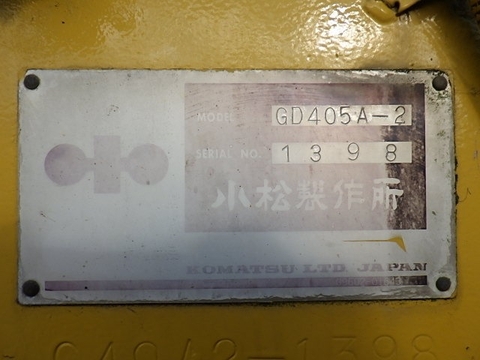 MODEL GD405A-2
SERIAL NO. 1398
小松製作所
KOMATSU LTD. JAPAN